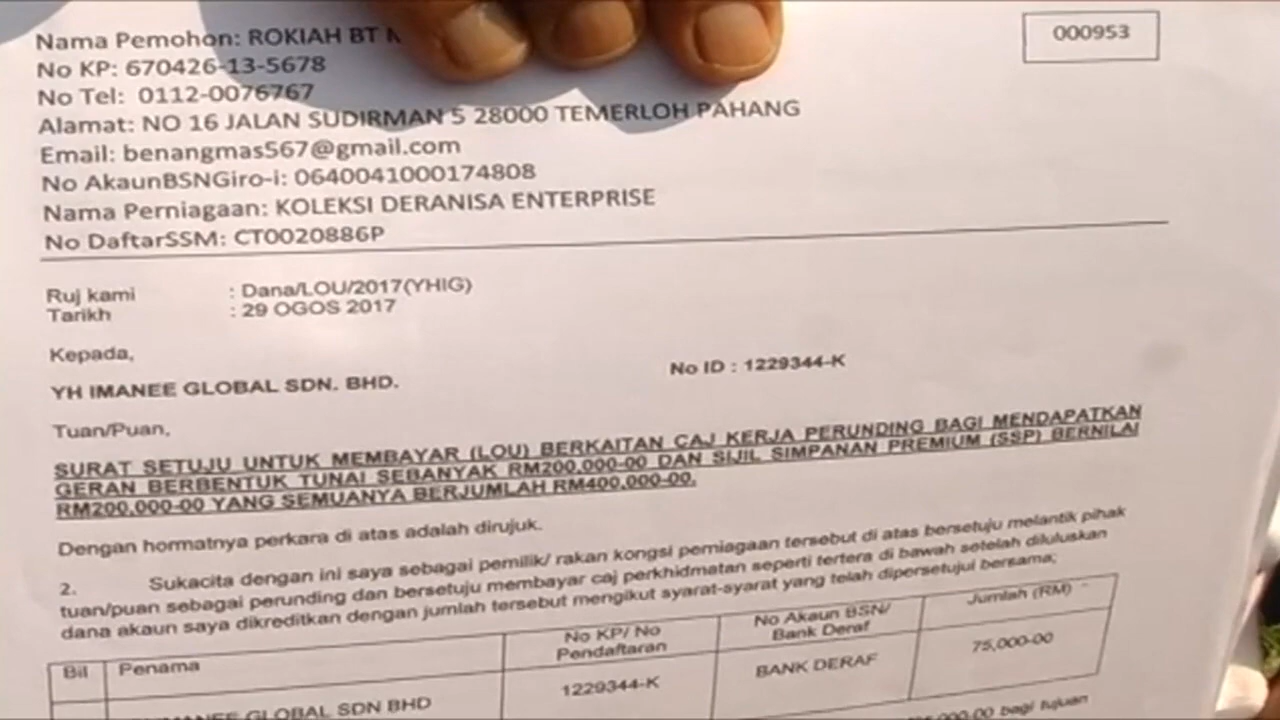 000953
Nama Pemohon: ROKIAH BT
No KP: 670426-13-5678
No Tel: 0112-0076767
Alamat: NO 16 JALAN SUDIRMAN 5 28000 TEMERLOH PAHANG
Email: benangmas567@gmail.com
No AkaunBSNGiro-i: 0640041000174808
Nama Perniagaan: KOLEKSI DERANISA ENTERPRISE
No DaftarSSM: CT0020886P
Ruj kami : Dana/LOU/2017(YHIG)
Tarikh : 29 OGOS 2017
Kepada,
YH IMANEE GLOBAL SDN. BHD. No ID : 1229344-K
Tuan/Puan,
SURAT SETUJU UNTUK MEMBAYAR (LOU) BERKAITAN CAJ KERJA PERUNDING BAGI MENDAPATKAN
GERAN BERBENTUK TUNAI SEBANYAK RM200,000-00 DAN SIJIL SIMPANAN PREMIUM (SSP) BERNILAI
RM200,000-00 YANG SEMUANYA BERJUMLAH RM400,000-00.
Dengan hormatnya perkara di atas adalah dirujuk.
2. Sukacita dengan ini saya sebagai pemilik/ rakan kongsi perniagaan tersebut di atas bersetuju melantik pihak
tuan/puan sebagai perunding dan bersetuju membayar caj perkhidmatan seperti tertera di bawah setelah diluluskan
dana akaun saya dikreditkan dengan jumlah tersebut mengikut syarat-syarat yang telah dipersetujui bersama;
Bil Penama No KP/ No Pendaftaran No Akaun BSN/ Bank Deraf Jumlah (RM)
GLOBAL SDN BHD 1229344-K BANK DERAF 75,000-00
bagi tujuan